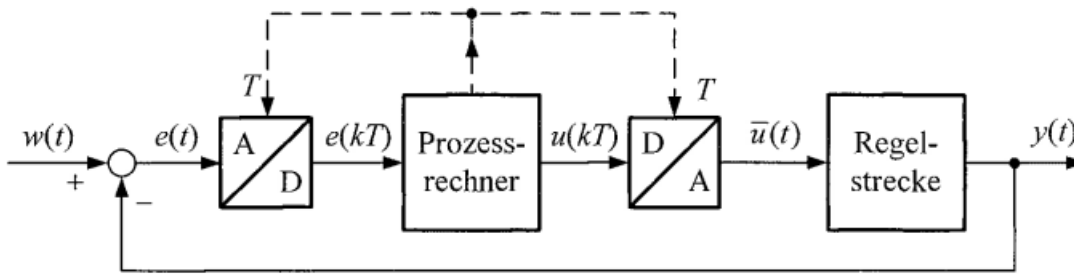 T
T
w(t)
e(t)
A
D
e(kT)
Prozess-
rechner
u(kT)
D
A
u̅(t)
Regel-
strecke
y(t)
+
−